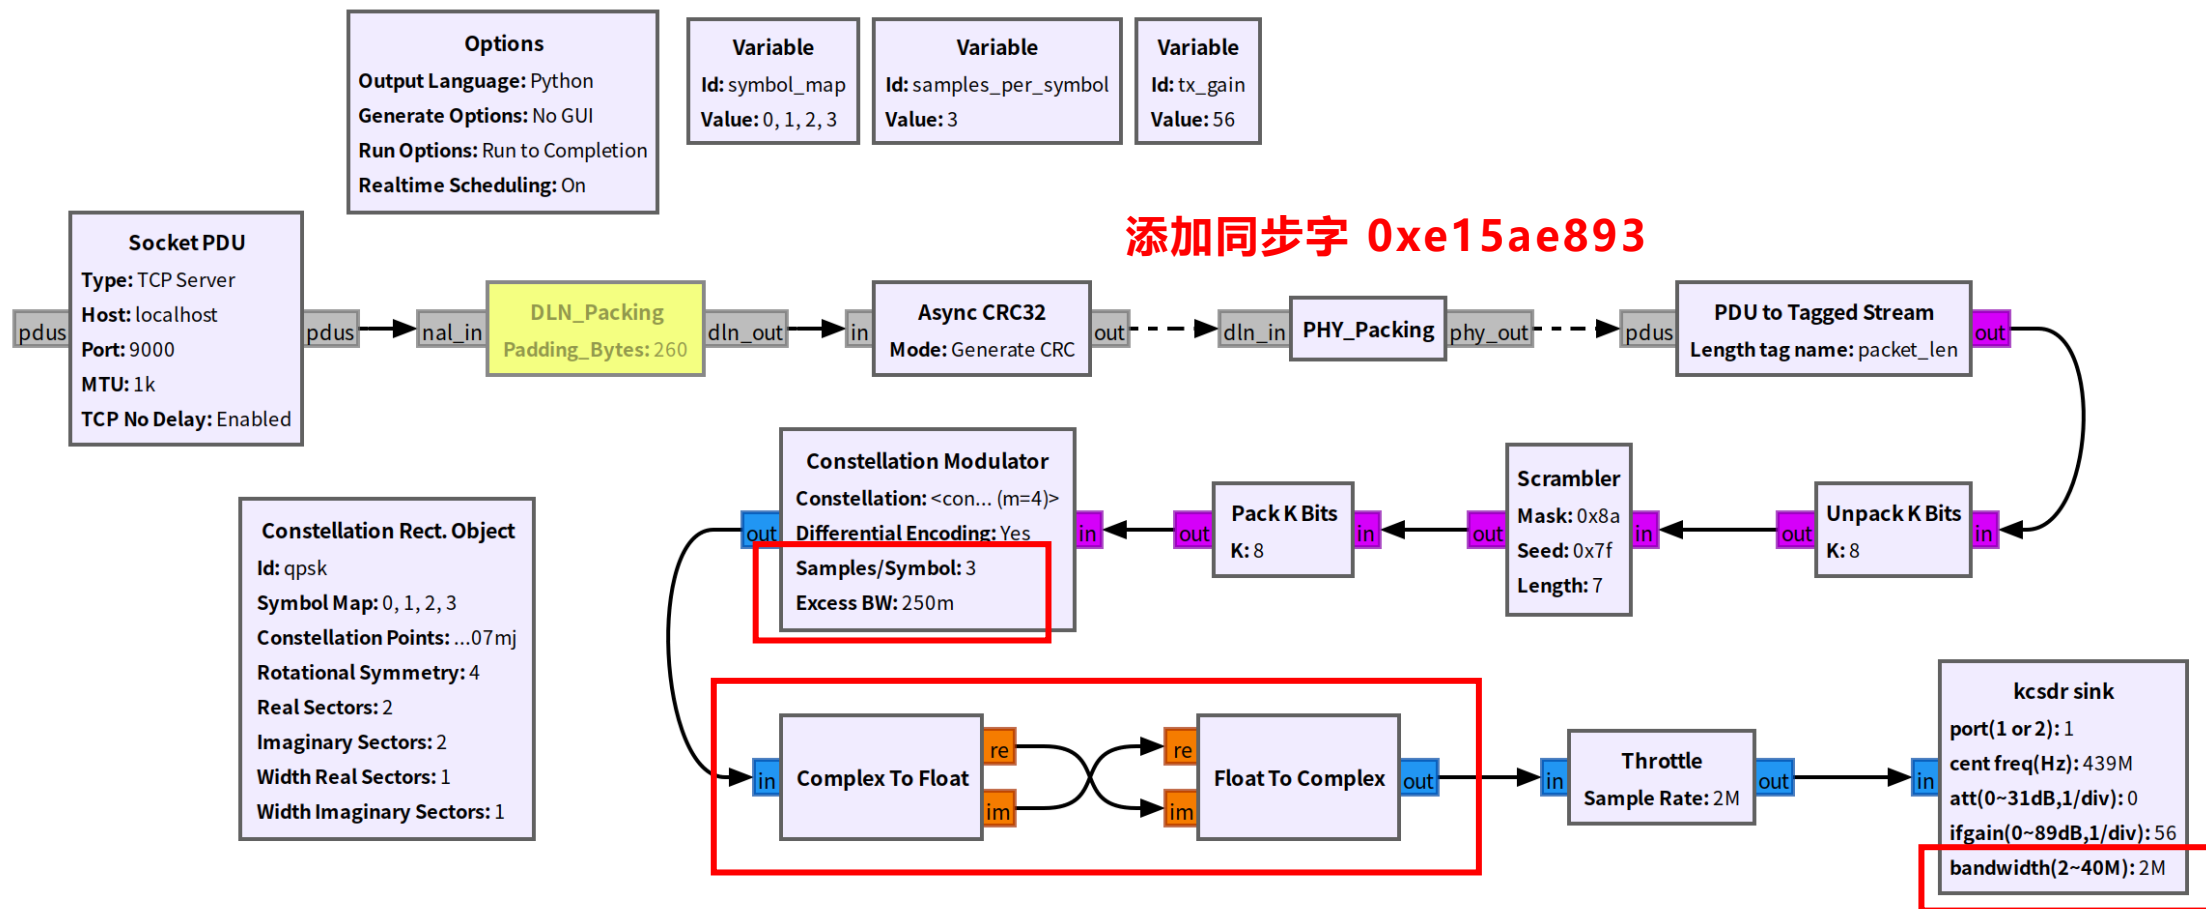 Options
Output Language: Python
Generate Options: No GUI
Run Options: Run to Completion
Realtime Scheduling: On
Variable
Id: symbol_map
Value: 0, 1, 2, 3
Variable
Id: samples_per_symbol
Value: 3
Variable
Id: tx_gain
Value: 56
添加同步字 0xe15ae893
pdus
Socket PDU
Type: TCP Server
Host: localhost
Port: 9000
MTU: 1k
TCP No Delay: Enabled
pdus
nal_in
DLN_Packing
Padding_Bytes: 260
dln_out
in
Async CRC32
Mode: Generate CRC
out
dln_in
PHY_Packing
phy_out
pdus
PDU to Tagged Stream
Length tag name: packet_len
out
out
Constellation Modulator
Constellation: <con... (m=4)>
Differential Encoding: Yes
Samples/Symbol: 3
Excess BW: 250m
in
out
Pack K Bits
K: 8
in
out
Scrambler
Mask: 0x8a
Seed: 0x7f
Length: 7
in
out
Unpack K Bits
K: 8
in
Constellation Rect. Object
Id: qpsk
Symbol Map: 0, 1, 2, 3
Constellation Points: ...07mj
Rotational Symmetry: 4
Real Sectors: 2
Imaginary Sectors: 2
Width Real Sectors: 1
Width Imaginary Sectors: 1
in
Complex To Float
re
im
re
im
Float To Complex
out
in
Throttle
Sample Rate: 2M
out
in
kcsdr sink
port(1 or 2): 1
cent freq(Hz): 439M
att(0~31dB,1/div): 0
ifgain(0~89dB,1/div): 56
bandwidth(2~40M): 2M